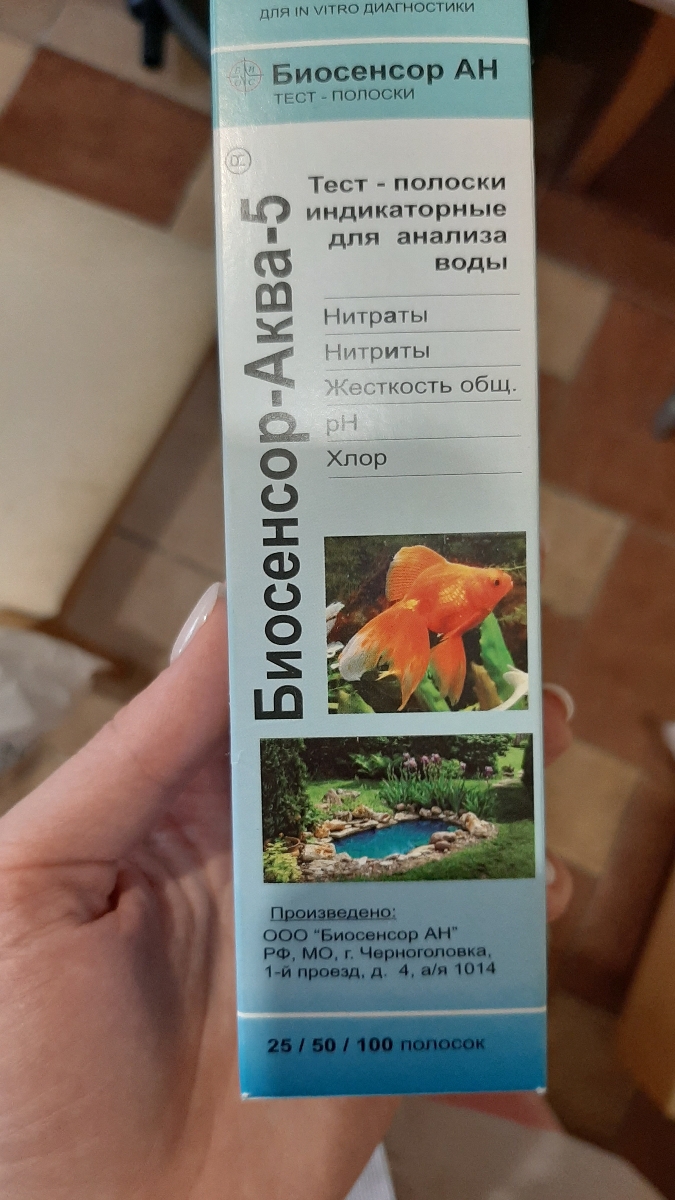 ДЛЯ IN VITRO ДИАГНОСТИКИ
Биосенсор АН
ТЕСТ - ПОЛОСКИ
Биосенсор-Аква-5®
Тест - полоски
индикаторные
для анализа
воды
Нитраты
Нитриты
Жесткость общ.
pH
Хлор
Произведено:
ООО “Биосенсор АН”
РФ, МО, г. Черноголовка,
1-й проезд, д. 4, а/я 1014
25 / 50 / 100 полосок